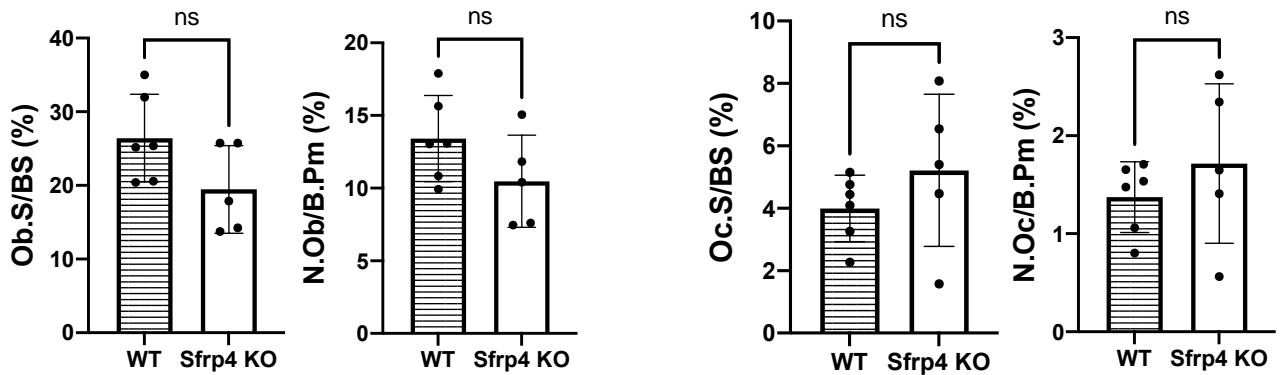 ns
Ob.S/BS (%)
40
30
20
10
0
WT Sfrp4 KO
ns
N.Ob/B.Pm (%)
20
15
10
5
0
WT Sfrp4 KO
ns
Oc.S/BS (%)
10
8
6
4
2
0
WT Sfrp4 KO
ns
N.Oc/B.Pm (%)
3
2
1
0
WT Sfrp4 KO